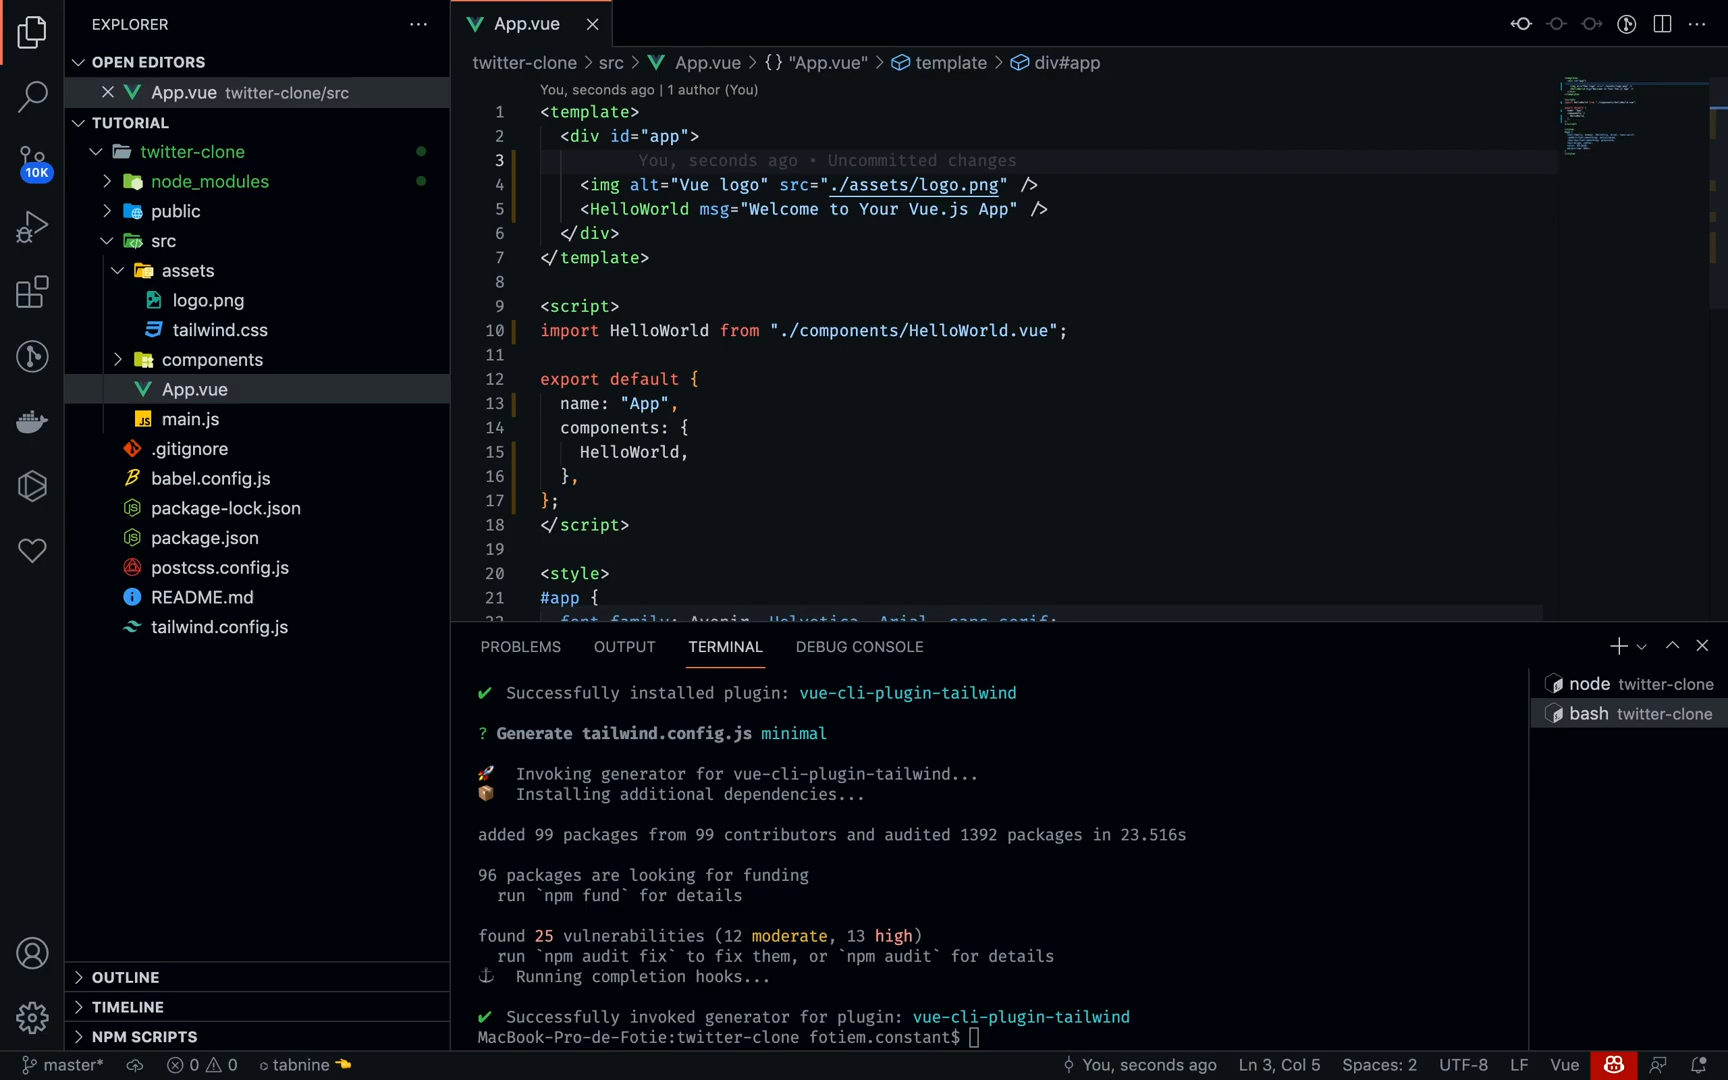 EXPLORER
OPEN EDITORS
App.vue twitter-clone/src
TUTORIAL
twitter-clone
node_modules
public
src
assets
logo.png
tailwind.css
components
App.vue
main.js
.gitignore
babel.config.js
package-lock.json
package.json
postcss.config.js
README.md
tailwind.config.js
OUTLINE
TIMELINE
NPM SCRIPTS
10K
App.vue
twitter-clone > src > App.vue > {} "App.vue" > template > div#app
You, seconds ago | 1 author (You)
1 <template>
2 <div id="app">
3 You, seconds ago • Uncommitted changes
4 <img alt="Vue logo" src="./assets/logo.png" />
5 <HelloWorld msg="Welcome to Your Vue.js App" />
6 </div>
7 </template>
8
9 <script>
10 import HelloWorld from "./components/HelloWorld.vue";
11
12 export default {
13 name: "App",
14 components: {
15 HelloWorld,
16 },
17 };
18 </script>
19
20 <style>
21 #app {
22 font-family: Avenir, Helvetica, Arial, sans-serif;
PROBLEMS OUTPUT TERMINAL DEBUG CONSOLE
✔ Successfully installed plugin: vue-cli-plugin-tailwind
? Generate tailwind.config.js minimal
🚀 Invoking generator for vue-cli-plugin-tailwind...
📦 Installing additional dependencies...
added 99 packages from 99 contributors and audited 1392 packages in 23.516s
96 packages are looking for funding
run `npm fund` for details
found 25 vulnerabilities (12 moderate, 13 high)
run `npm audit fix` to fix them, or `npm audit` for details
⚓ Running completion hooks...
✔ Successfully invoked generator for plugin: vue-cli-plugin-tailwind
MacBook-Pro-de-Fotie:twitter-clone fotiem.constant$
node twitter-clone
bash twitter-clone
master* 0 0 tabnine 👈 You, seconds ago Ln 3, Col 5 Spaces: 2 UTF-8 LF Vue